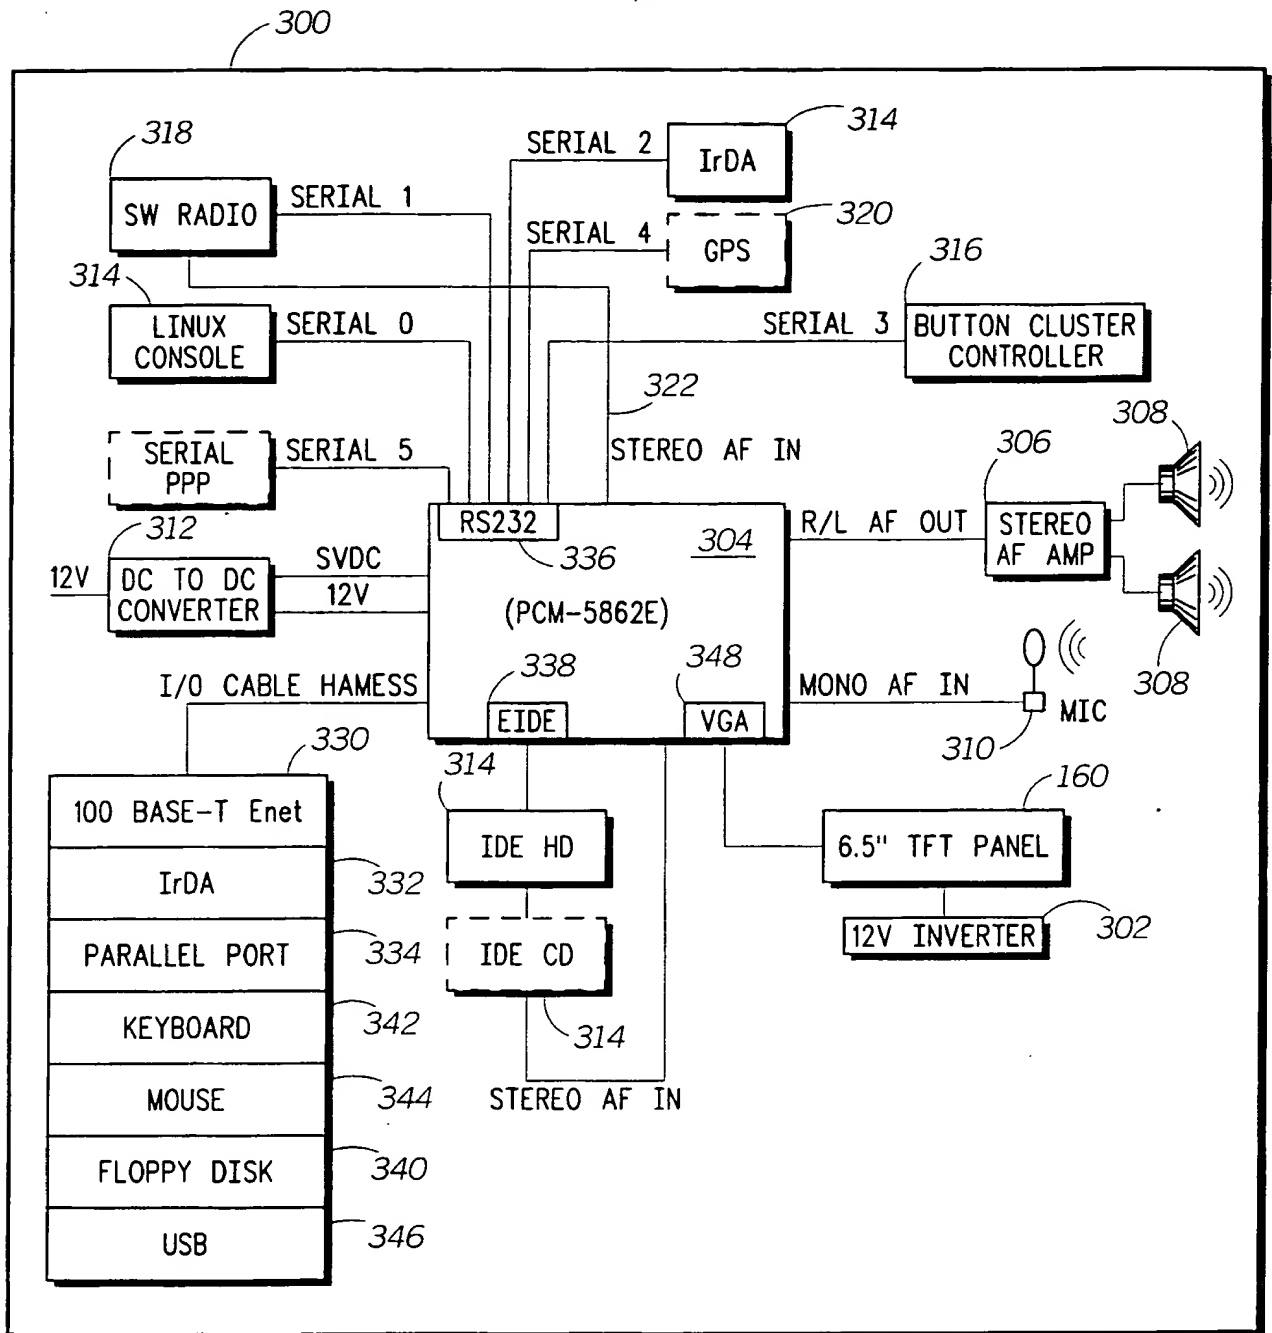 300
318
SERIAL 2
IrDA
314
SW RADIO
SERIAL 1
SERIAL 4
GPS
320
314
316
LINUX
CONSOLE
SERIAL 0
SERIAL 3
BUTTON CLUSTER
CONTROLLER
322
308
SERIAL
PPP
SERIAL 5
STEREO AF IN
306
312
RS232
336
304
R/L AF OUT
STEREO
AF AMP
12V
DC TO DC
CONVERTER
SVDC
12V
(PCM-5862E)
308
I/O CABLE HAMESS
338
EIDE
348
VGA
MONO AF IN
310
MIC
330
314
160
100 BASE-T Enet
IDE HD
6.5" TFT PANEL
IrDA
332
12V INVERTER
302
PARALLEL PORT
334
IDE CD
314
KEYBOARD
342
MOUSE
344
STEREO AF IN
FLOPPY DISK
340
USB
346